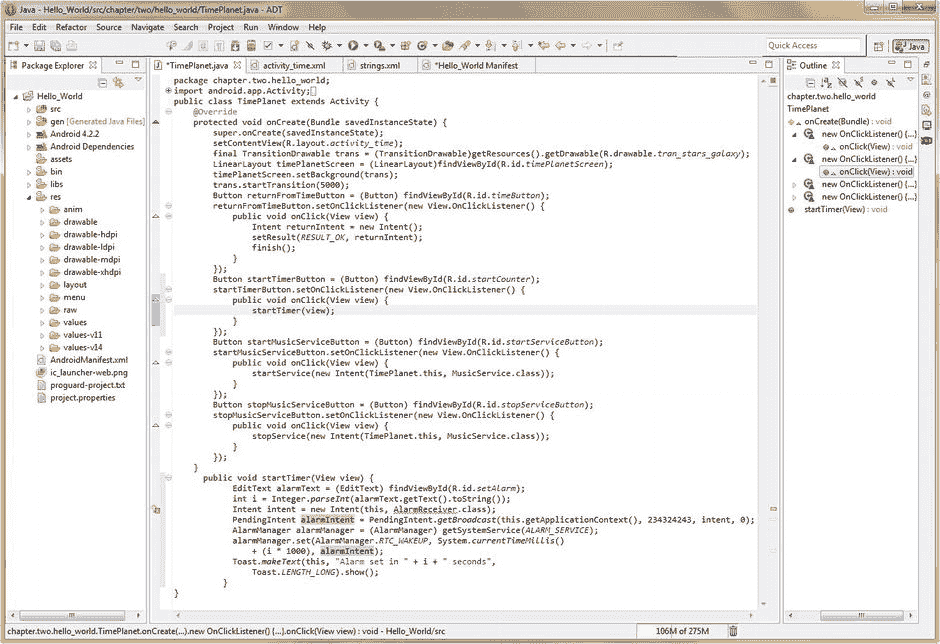 Java - Hello_World/src/chapter/two/hello_world/TimePlanet.java - ADT
File Edit Refactor Source Navigate Search Project Run Window Help
Quick Access
Java
Package Explorer
Hello_World
src
gen [Generated Java Files]
Android 4.2.2
Android Dependencies
assets
bin
libs
res
anim
drawable
drawable-hdpi
drawable-ldpi
drawable-mdpi
drawable-xhdpi
layout
menu
raw
values
values-v11
values-v14
AndroidManifest.xml
ic_launcher-web.png
proguard-project.txt
project.properties
*TimePlanet.java activity_time.xml strings.xml *Hello_World Manifest
package chapter.two.hello_world;
import android.app.Activity;
public class TimePlanet extends Activity {
@Override
protected void onCreate(Bundle savedInstanceState) {
super.onCreate(savedInstanceState);
setContentView(R.layout.activity_time);
final TransitionDrawable trans = (TransitionDrawable)getResources().getDrawable(R.drawable.tran_stars_galaxy);
LinearLayout timePlanetScreen = (LinearLayout)findViewById(R.id.timePlanetScreen);
timePlanetScreen.setBackground(trans);
trans.startTransition(5000);
Button returnFromTimeButton = (Button) findViewById(R.id.timeButton);
returnFromTimeButton.setOnClickListener(new View.OnClickListener() {
public void onClick(View view) {
Intent returnIntent = new Intent();
setResult(RESULT_OK, returnIntent);
finish();
}
});
Button startTimerButton = (Button) findViewById(R.id.startCounter);
startTimerButton.setOnClickListener(new View.OnClickListener() {
public void onClick(View view) {
startTimer(view);
}
});
Button startMusicServiceButton = (Button) findViewById(R.id.startServiceButton);
startMusicServiceButton.setOnClickListener(new View.OnClickListener() {
public void onClick(View view) {
startService(new Intent(TimePlanet.this, MusicService.class));
}
});
Button stopMusicServiceButton = (Button) findViewById(R.id.stopServiceButton);
stopMusicServiceButton.setOnClickListener(new View.OnClickListener() {
public void onClick(View view) {
stopService(new Intent(TimePlanet.this, MusicService.class));
}
});
}
public void startTimer(View view) {
EditText alarmText = (EditText) findViewById(R.id.setAlarm);
int i = Integer.parseInt(alarmText.getText().toString());
Intent intent = new Intent(this, AlarmReceiver.class);
PendingIntent alarmIntent = PendingIntent.getBroadcast(this.getApplicationContext(), 234324243, intent, 0);
AlarmManager alarmManager = (AlarmManager) getSystemService(ALARM_SERVICE);
alarmManager.set(AlarmManager.RTC_WAKEUP, System.currentTimeMillis()
+ (i * 1000), alarmIntent);
Toast.makeText(this, "Alarm set in " + i + " seconds",
Toast.LENGTH_LONG).show();
}
}
Outline
chapter.two.hello_world
TimePlanet
onCreate(Bundle) : void
new OnClickListener() {...}
onClick(View) : void
new OnClickListener() {...}
onClick(View) : void
new OnClickListener() {...}
new OnClickListener() {...}
startTimer(View) : void
chapter.two.hello_world.TimePlanet.onCreate(...).new OnClickListener() {...}.onClick(View view) : void - Hello_World/src
106M of 275M